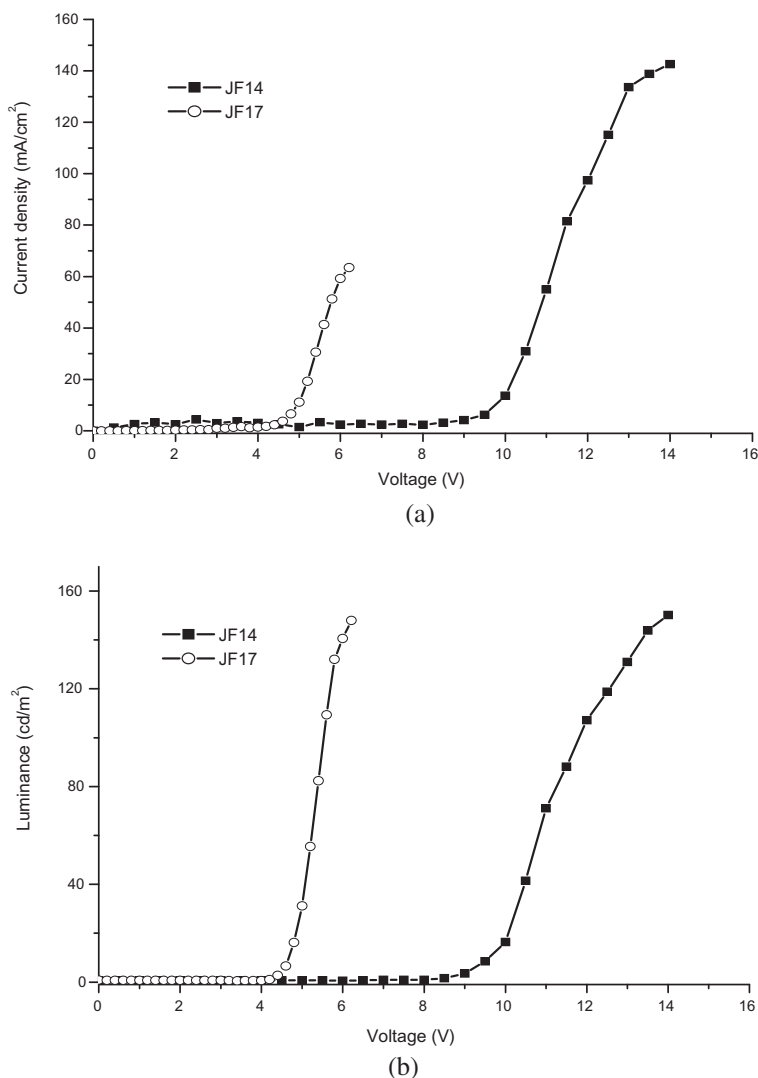 160
140
120
100
80
60
40
20
0
Current density (mA/cm²)
JF14
JF17
0 2 4 6 8 10 12 14 16
Voltage (V)
(a)
160
120
80
40
0
Luminance (cd/m²)
JF14
JF17
0 2 4 6 8 10 12 14 16
Voltage (V)
(b)